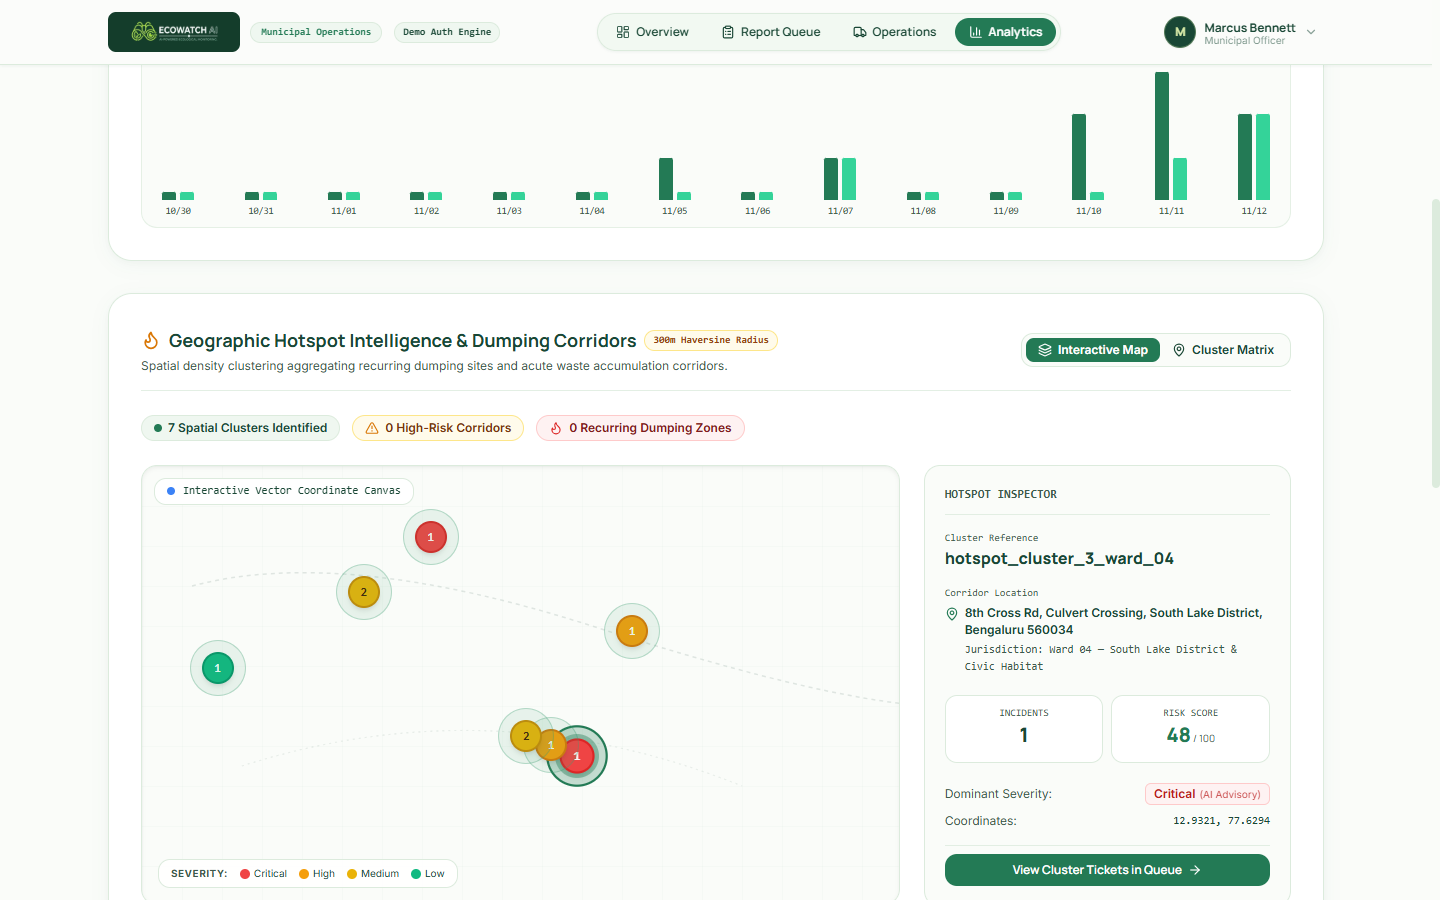 ECOWATCH AI
Municipal Operations
Demo Auth Engine
Overview
Report Queue
Operations
Analytics
M
Marcus Bennett
Municipal Officer
10/30
10/31
11/01
11/02
11/03
11/04
11/05
11/06
11/07
11/08
11/09
11/10
11/11
11/12
Geographic Hotspot Intelligence & Dumping Corridors
300m Haversine Radius
Spatial density clustering aggregating recurring dumping sites and acute waste accumulation corridors.
Interactive Map
Cluster Matrix
7 Spatial Clusters Identified
0 High-Risk Corridors
0 Recurring Dumping Zones
Interactive Vector Coordinate Canvas
1
2
1
1
2
1
1
SEVERITY:
Critical
High
Medium
Low
HOTSPOT INSPECTOR
Cluster Reference
hotspot_cluster_3_ward_04
Corridor Location
8th Cross Rd, Culvert Crossing, South Lake District,
Bengaluru 560034
Jurisdiction: Ward 04 — South Lake District &
Civic Habitat
INCIDENTS
1
RISK SCORE
48 / 100
Dominant Severity:
Critical (AI Advisory)
Coordinates:
12.9321, 77.6294
View Cluster Tickets in Queue